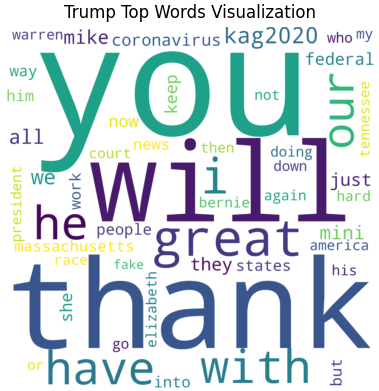 Trump Top Words Visualization
warren mike coronavirus kag2020 who my
way federal
him you keep not our tennessee
all now news then doing just
we court will i down
president work he bernie again hard
people great mini
massachusetts they states america
race fake elizabeth his
she thank
go
or have into with but